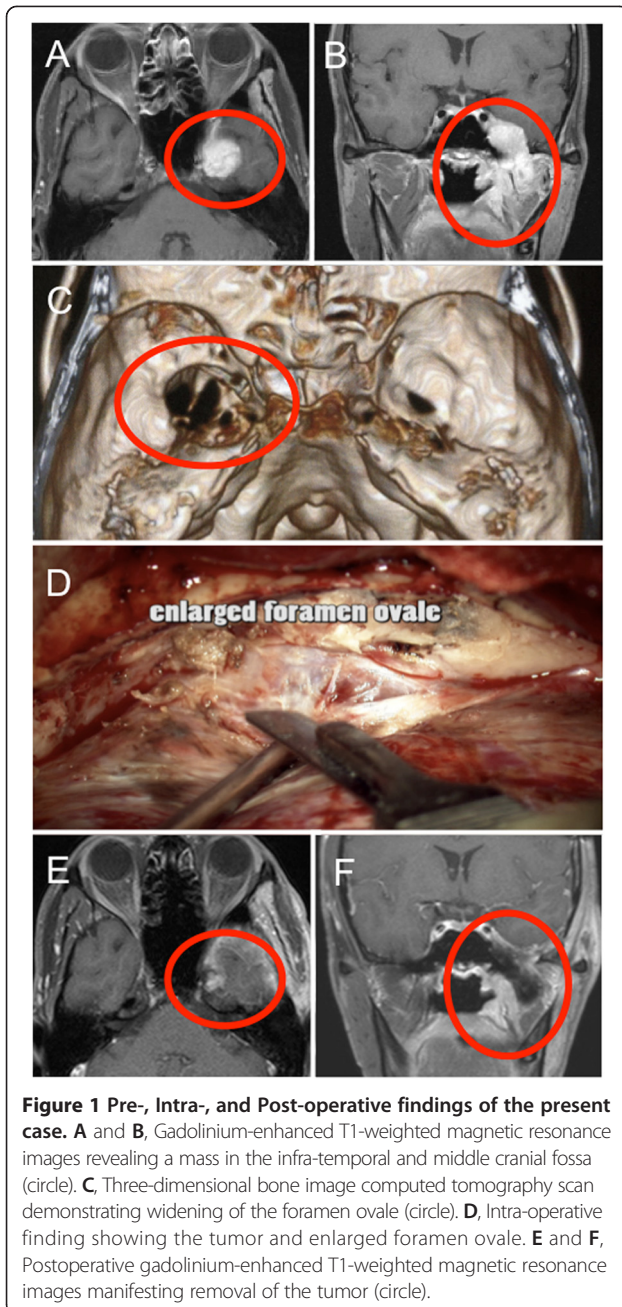 A
B
C
D
enlarged foramen ovale
E
F
Figure 1 Pre-, Intra-, and Post-operative findings of the present
case. A and B, Gadolinium-enhanced T1-weighted magnetic resonance
images revealing a mass in the infra-temporal and middle cranial fossa
(circle). C, Three-dimensional bone image computed tomography scan
demonstrating widening of the foramen ovale (circle). D, Intra-operative
finding showing the tumor and enlarged foramen ovale. E and F,
Postoperative gadolinium-enhanced T1-weighted magnetic resonance
images manifesting removal of the tumor (circle).